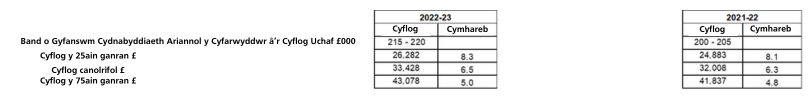 2022-23 2021-22
Cyflog Cymhareb Cyflog Cymhareb
Band o Gyfanswm Cydnabyddiaeth Ariannol y Cyfarwyddwr â'r Cyflog Uchaf £000 215 - 220 200 - 205
Cyflog y 25ain ganran £ 26,282 8.3 24,883 8.1
Cyflog canolrifol £ 33,428 6.5 32,008 6.3
Cyflog y 75ain ganran £ 43,078 5.0 41,837 4.8